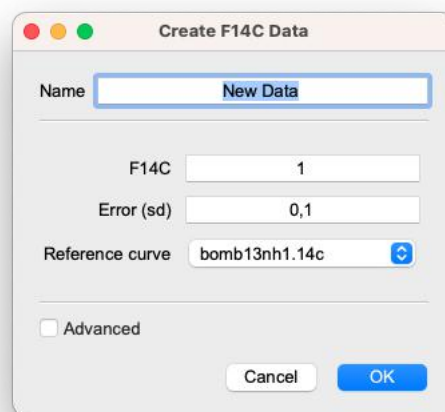 Create F14C Data
Name New Data
F14C 1
Error (sd) 0,1
Reference curve bomb13nh1.14c
Advanced
Cancel OK